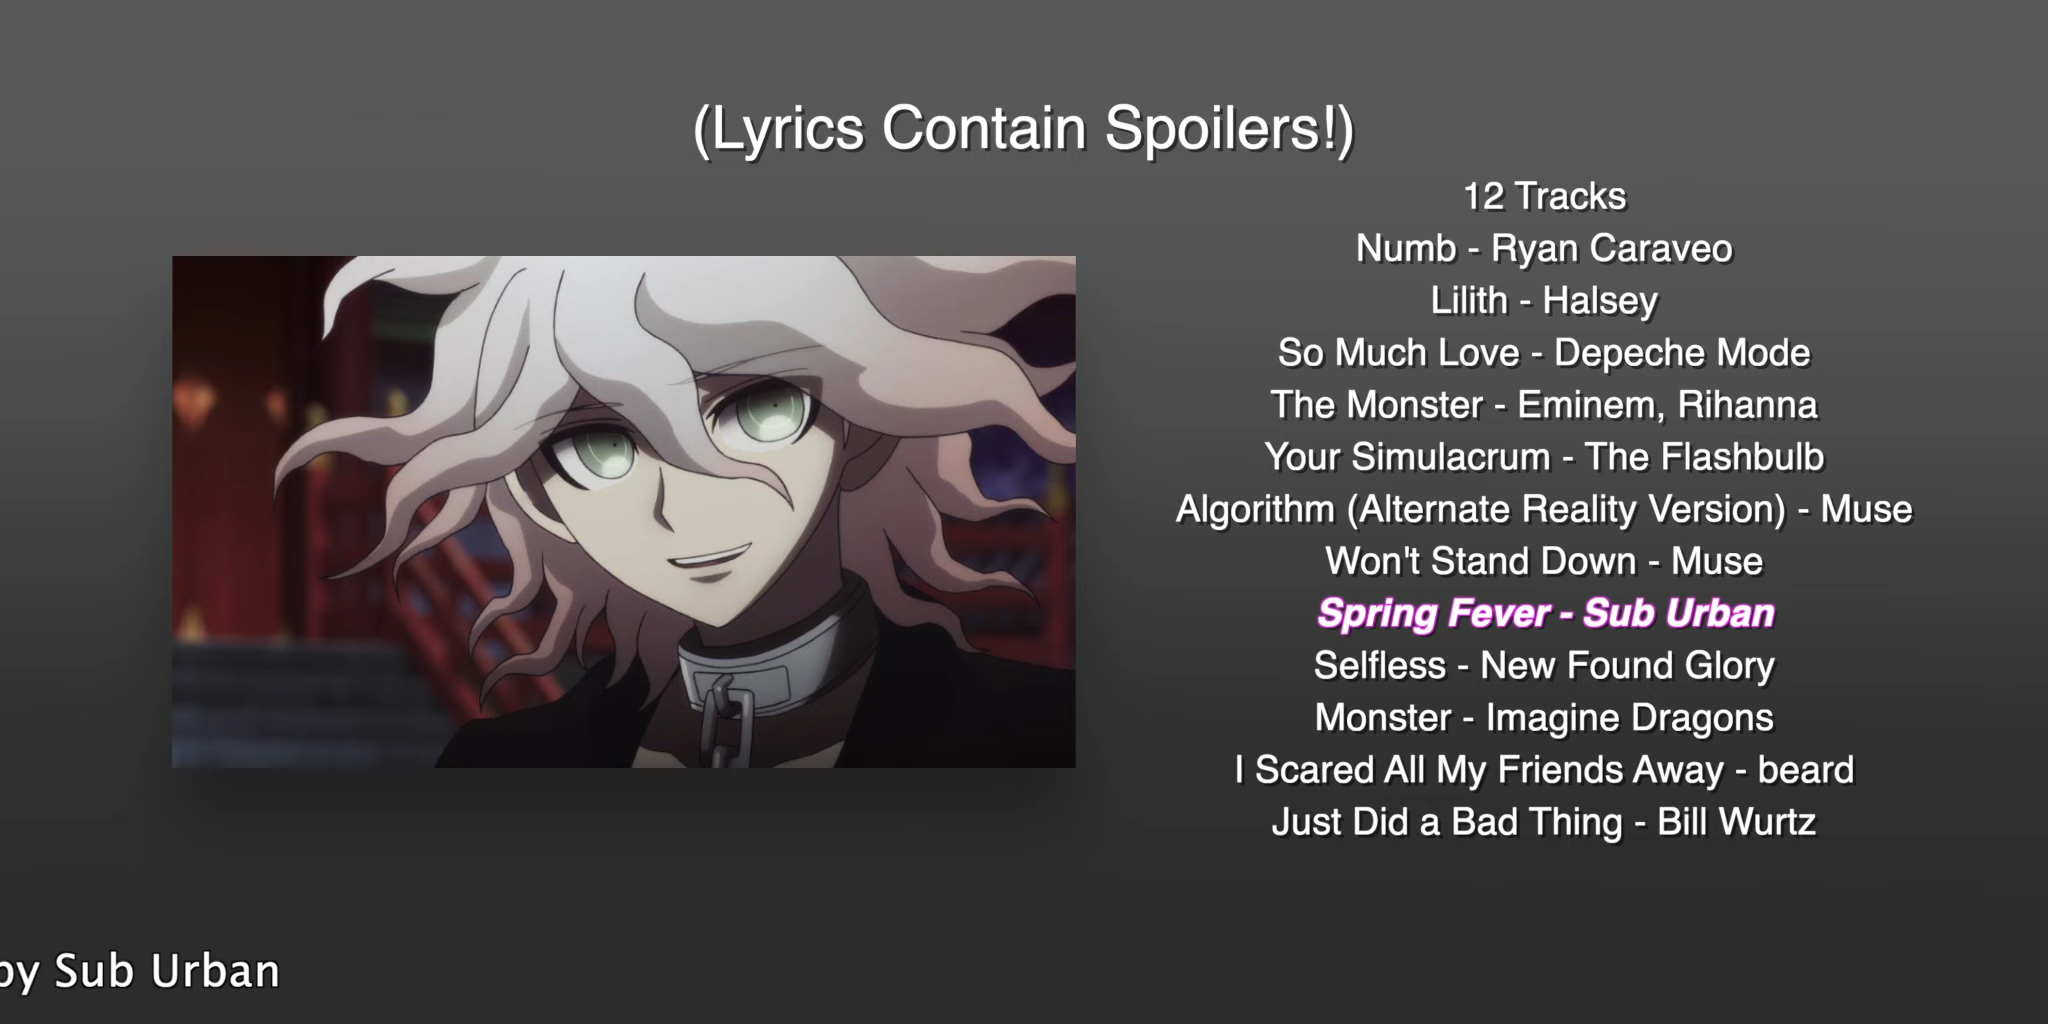 (Lyrics Contain Spoilers!)
12 Tracks
Numb - Ryan Caraveo
Lilith - Halsey
So Much Love - Depeche Mode
The Monster - Eminem, Rihanna
Your Simulacrum - The Flashbulb
Algorithm (Alternate Reality Version) - Muse
Won't Stand Down - Muse
Spring Fever - Sub Urban
Selfless - New Found Glory
Monster - Imagine Dragons
I Scared All My Friends Away - beard
Just Did a Bad Thing - Bill Wurtz
by Sub Urban